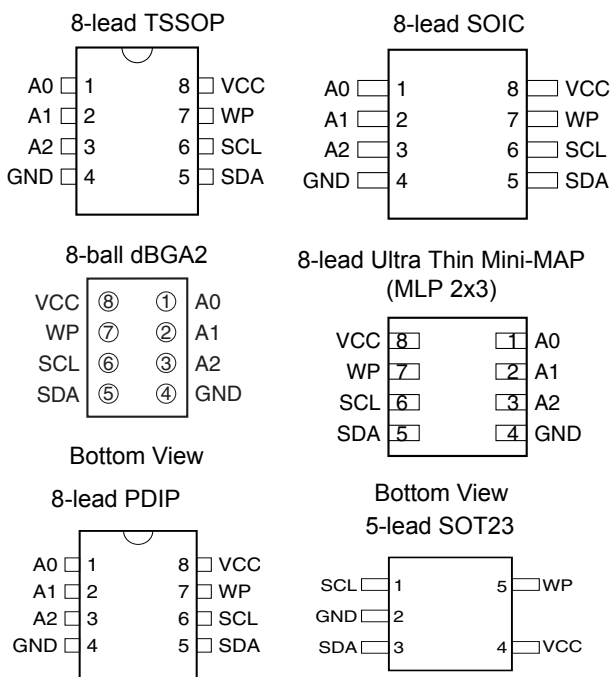 8-lead TSSOP
A0 1 8 VCC
A1 2 7 WP
A2 3 6 SCL
GND 4 5 SDA
8-lead SOIC
A0 1 8 VCC
A1 2 7 WP
A2 3 6 SCL
GND 4 5 SDA
8-ball dBGA2
VCC 8 1 A0
WP 7 2 A1
SCL 6 3 A2
SDA 5 4 GND
Bottom View
8-lead Ultra Thin Mini-MAP
(MLP 2x3)
VCC 8 1 A0
WP 7 2 A1
SCL 6 3 A2
SDA 5 4 GND
Bottom View
8-lead PDIP
A0 1 8 VCC
A1 2 7 WP
A2 3 6 SCL
GND 4 5 SDA
5-lead SOT23
SCL 1 5 WP
GND 2
SDA 3 4 VCC